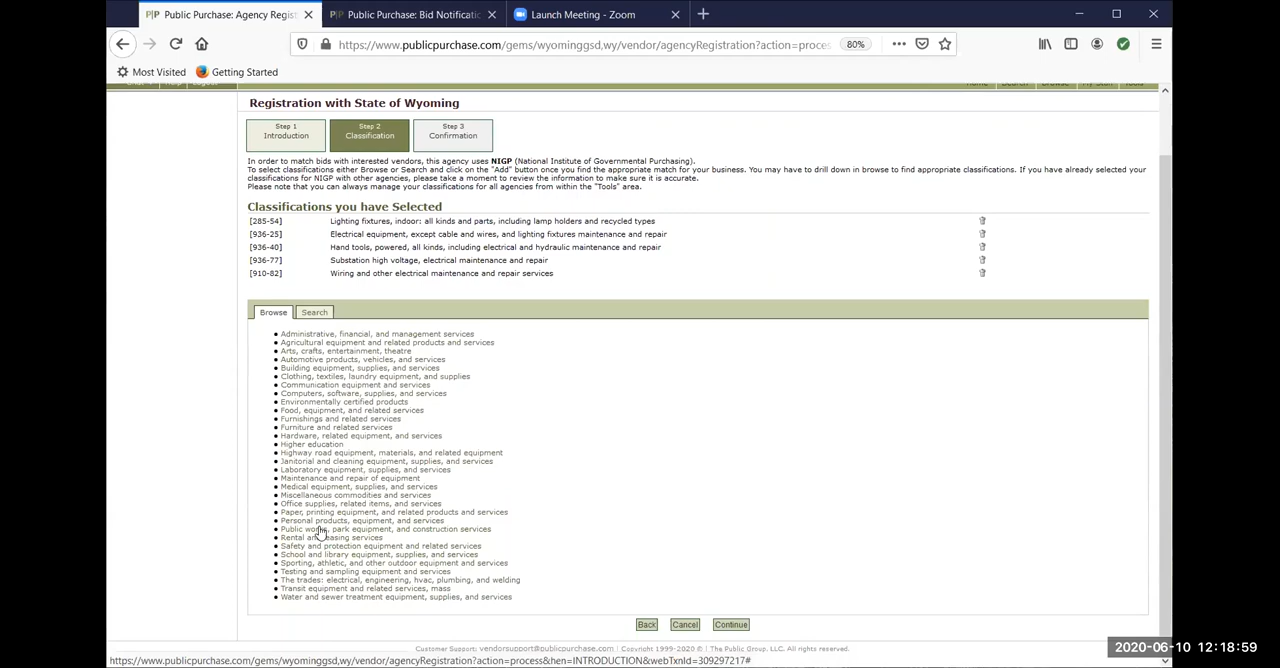 Public Purchase: Agency Regist
Public Purchase: Bid Notificatio
Launch Meeting - Zoom
https://www.publicpurchase.com/gems/wyominggsd,wy/vendor/agencyRegistration?action=proces
80%
Most Visited
Getting Started
Registration with State of Wyoming
Step 1
Introduction
Step 2
Classification
Step 3
Confirmation
In order to match bids with interested vendors, this agency uses NIGP (National Institute of Governmental Purchasing).
To select classifications either Browse or Search and click on the "Add" button once you find the appropriate match for your business. You may have to drill down in browse to find appropriate classifications. If you have already selected your
classifications for NIGP with other agencies, please take a moment to review the information to make sure it is accurate.
Please note that you can always manage your classifications for all agencies from within the "Tools" area.
Classifications you have Selected
[285-54] Lighting fixtures, indoor: all kinds and parts, including lamp holders and recycled types
[936-25] Electrical equipment, except cable and wires, and lighting fixtures maintenance and repair
[936-40] Hand tools, powered, all kinds, including electrical and hydraulic maintenance and repair
[936-77] Substation high voltage, electrical maintenance and repair
[910-82] Wiring and other electrical maintenance and repair services
Browse Search
Administrative, financial, and management services
Agricultural equipment and related products and services
Arts, crafts, entertainment, theatre
Automotive products, vehicles, and services
Building equipment, supplies, and services
Clothing, textiles, laundry equipment, and supplies
Communication equipment and services
Computers, software, supplies, and services
Environmentally certified products
Food, equipment, and related services
Furnishings and related services
Furniture and related services
Hardware, related equipment, and services
Higher education
Highway road equipment, materials, and related equipment
Janitorial and cleaning equipment, supplies, and services
Laboratory equipment, supplies, and services
Maintenance and repair of equipment
Medical equipment, supplies, and services
Miscellaneous commodities and services
Office supplies, related items, and services
Paper, printing equipment, and related products and services
Personal products, equipment, and services
Public works, park equipment, and construction services
Rental and leasing services
Safety and protection equipment and related services
School and library equipment, supplies, and services
Sporting, athletic, and other outdoor equipment and services
Testing and sampling equipment and services
The trades: electrical, engineering, hvac, plumbing, and welding
Transit equipment and related services, mass
Water and sewer treatment equipment, supplies, and services
Back Cancel Continue
Customer Support: vendorsupport@publicpurchase.com | Copyright 1999-2020 © | The Public Group, LLC. All rights reserved.
https://www.publicpurchase.com/gems/wyominggsd,wy/vendor/agencyRegistration?action=process&hen=INTRODUCTION&webTxnId=309297217#
2020-06-10 12:18:59